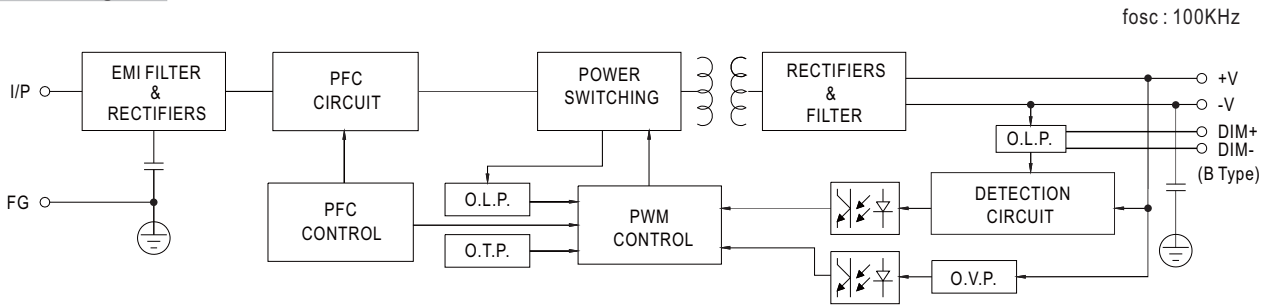 fosc : 100KHz
I/P
EMI FILTER
&
RECTIFIERS
PFC
CIRCUIT
POWER
SWITCHING
RECTIFIERS
&
FILTER
+V
-V
DIM+
DIM-
(B Type)
O.L.P.
FG
PFC
CONTROL
O.L.P.
O.T.P.
PWM
CONTROL
DETECTION
CIRCUIT
O.V.P.